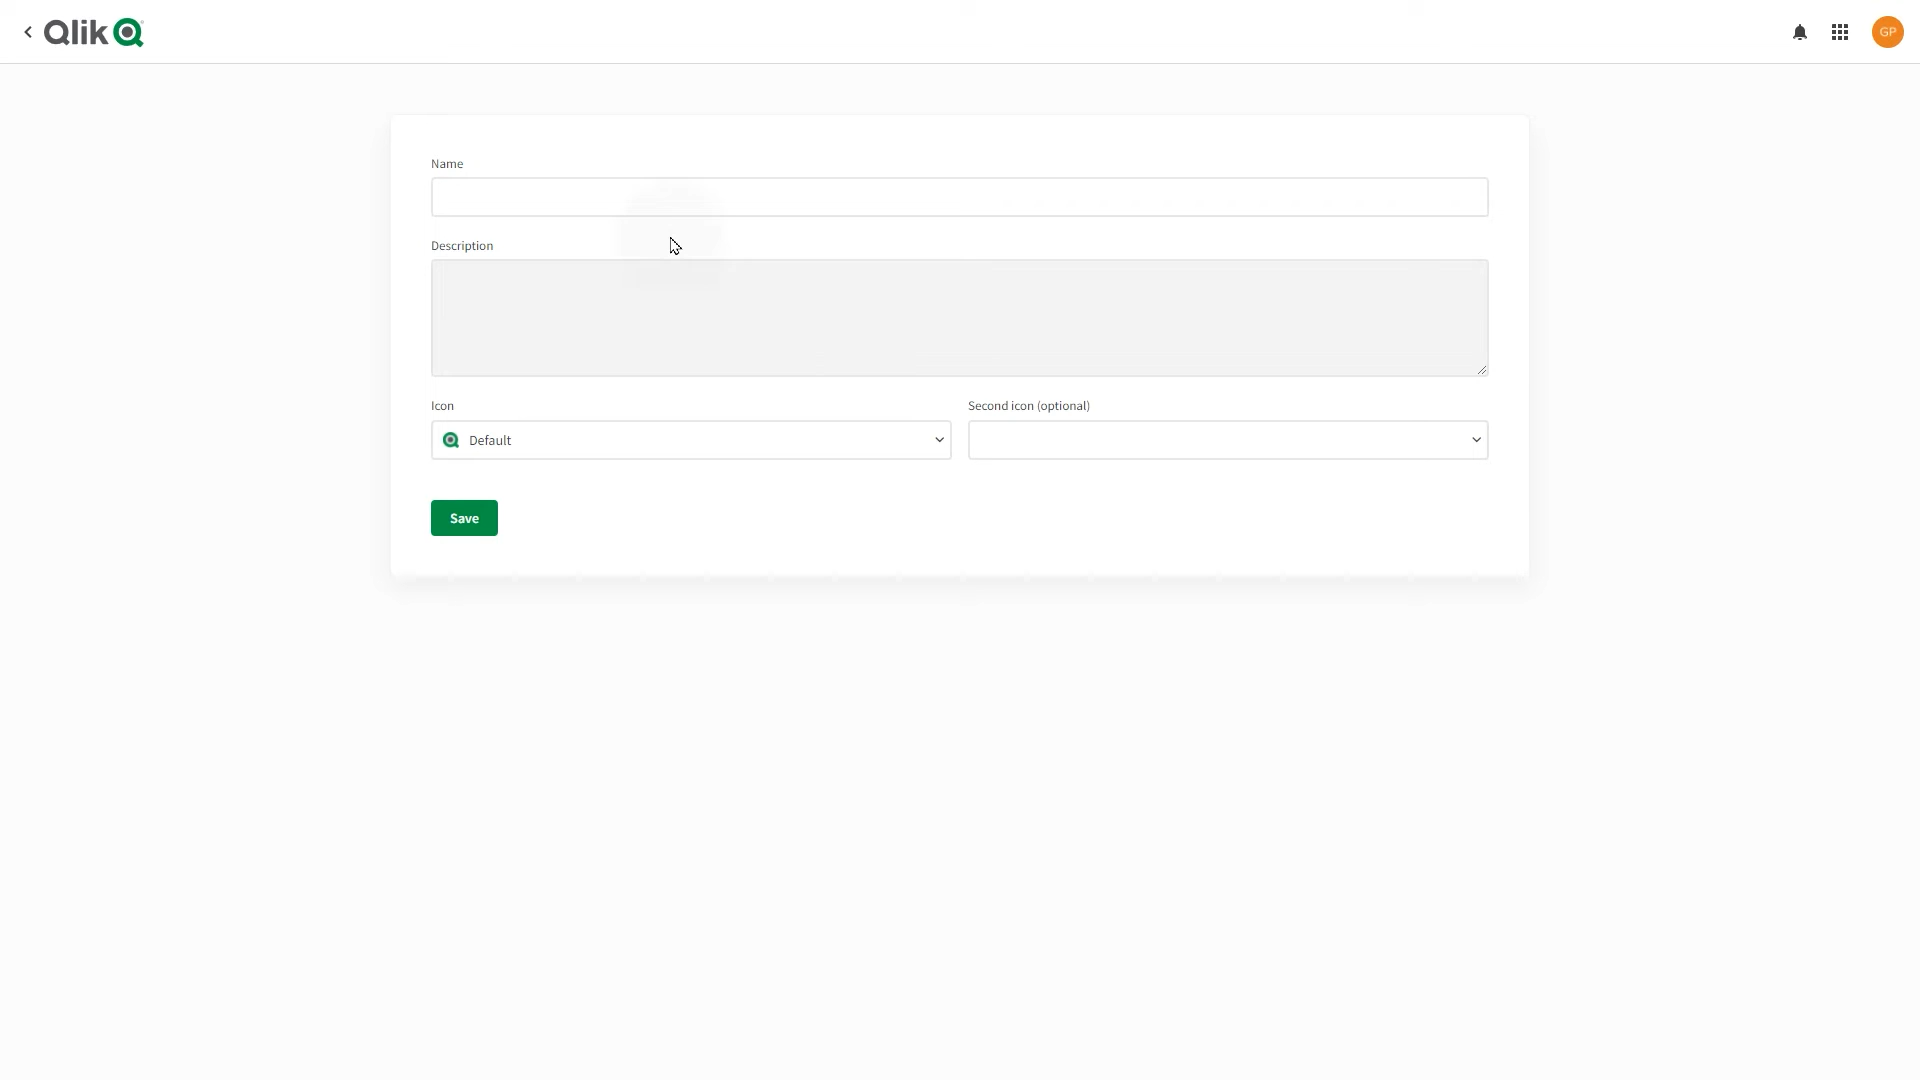 Qlik
GP
Name
Description
Icon
Second icon (optional)
Default
Save